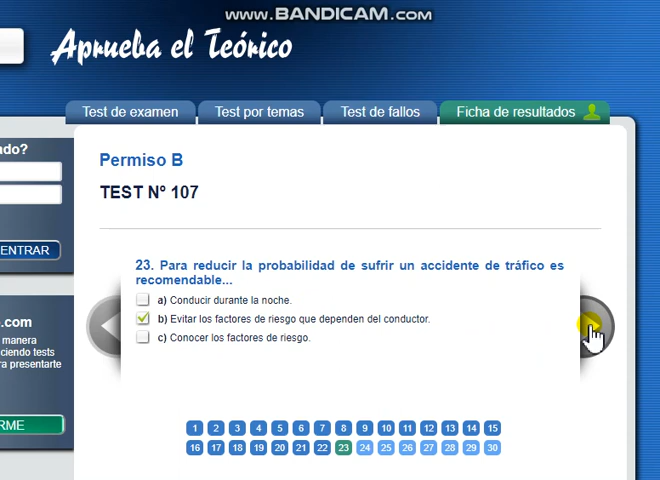 www.BANDICAM.com
Aprueba el Teórico
Test de examen
Test por temas
Test de fallos
Ficha de resultados
do?
ENTRAR
.com
manera
ciendo tests
ra presentarte
RME
Permiso B
TEST Nº 107
23. Para reducir la probabilidad de sufrir un accidente de tráfico es
recomendable...
a) Conducir durante la noche.
b) Evitar los factores de riesgo que dependen del conductor.
c) Conocer los factores de riesgo.
1 2 3 4 5 6 7 8 9 10 11 12 13 14 15
16 17 18 19 20 21 22 23 24 25 26 27 28 29 30